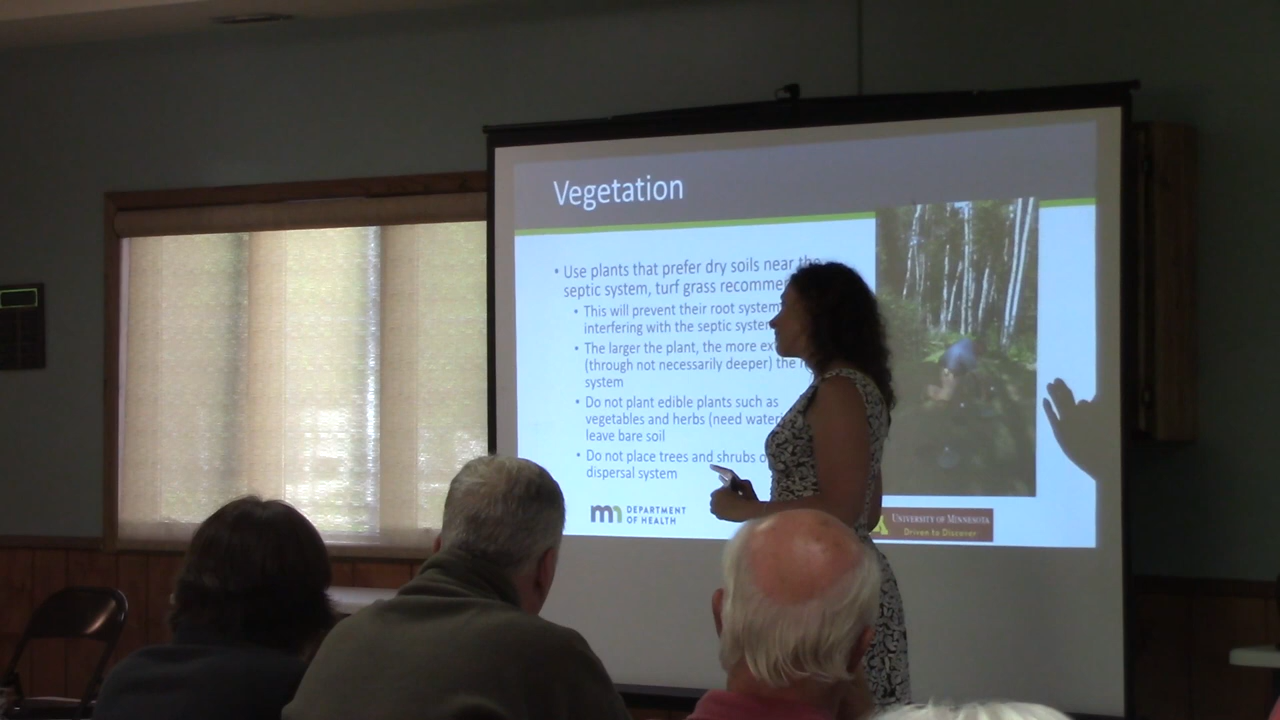 Vegetation
• Use plants that prefer dry soils near the
septic system, turf grass recomme
• This will prevent their root system
interfering with the septic system
• The larger the plant, the more ex
(through not necessarily deeper) the r
system
• Do not plant edible plants such as
vegetables and herbs (need water
leave bare soil
• Do not place trees and shrubs o
dispersal system
mn DEPARTMENT
OF HEALTH
UNIVERSITY OF MINNESOTA
Driven to Discover